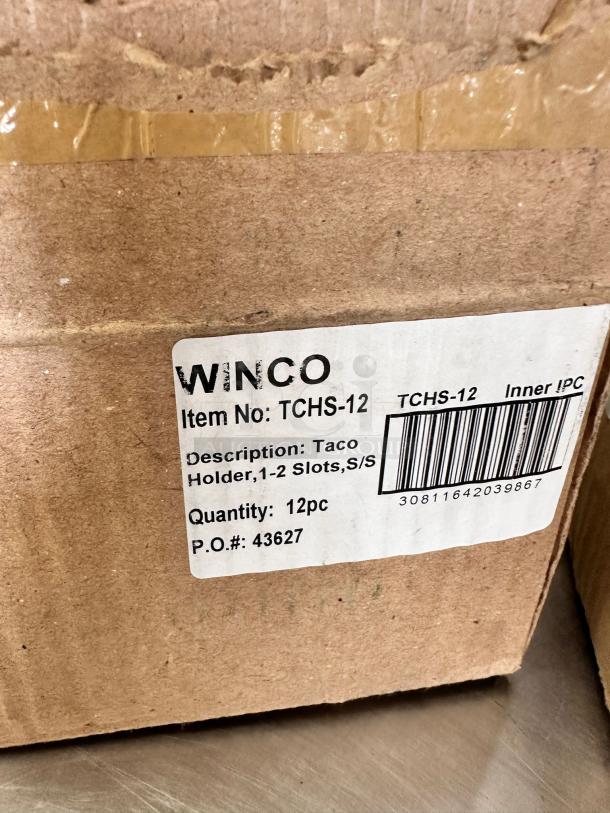 WINCO
Item No: TCHS-12
Description: Taco
Holder,1-2 Slots,S/S
Quantity: 12pc
P.O.#: 43627
TCHS-12 Inner IPC
30811642039867